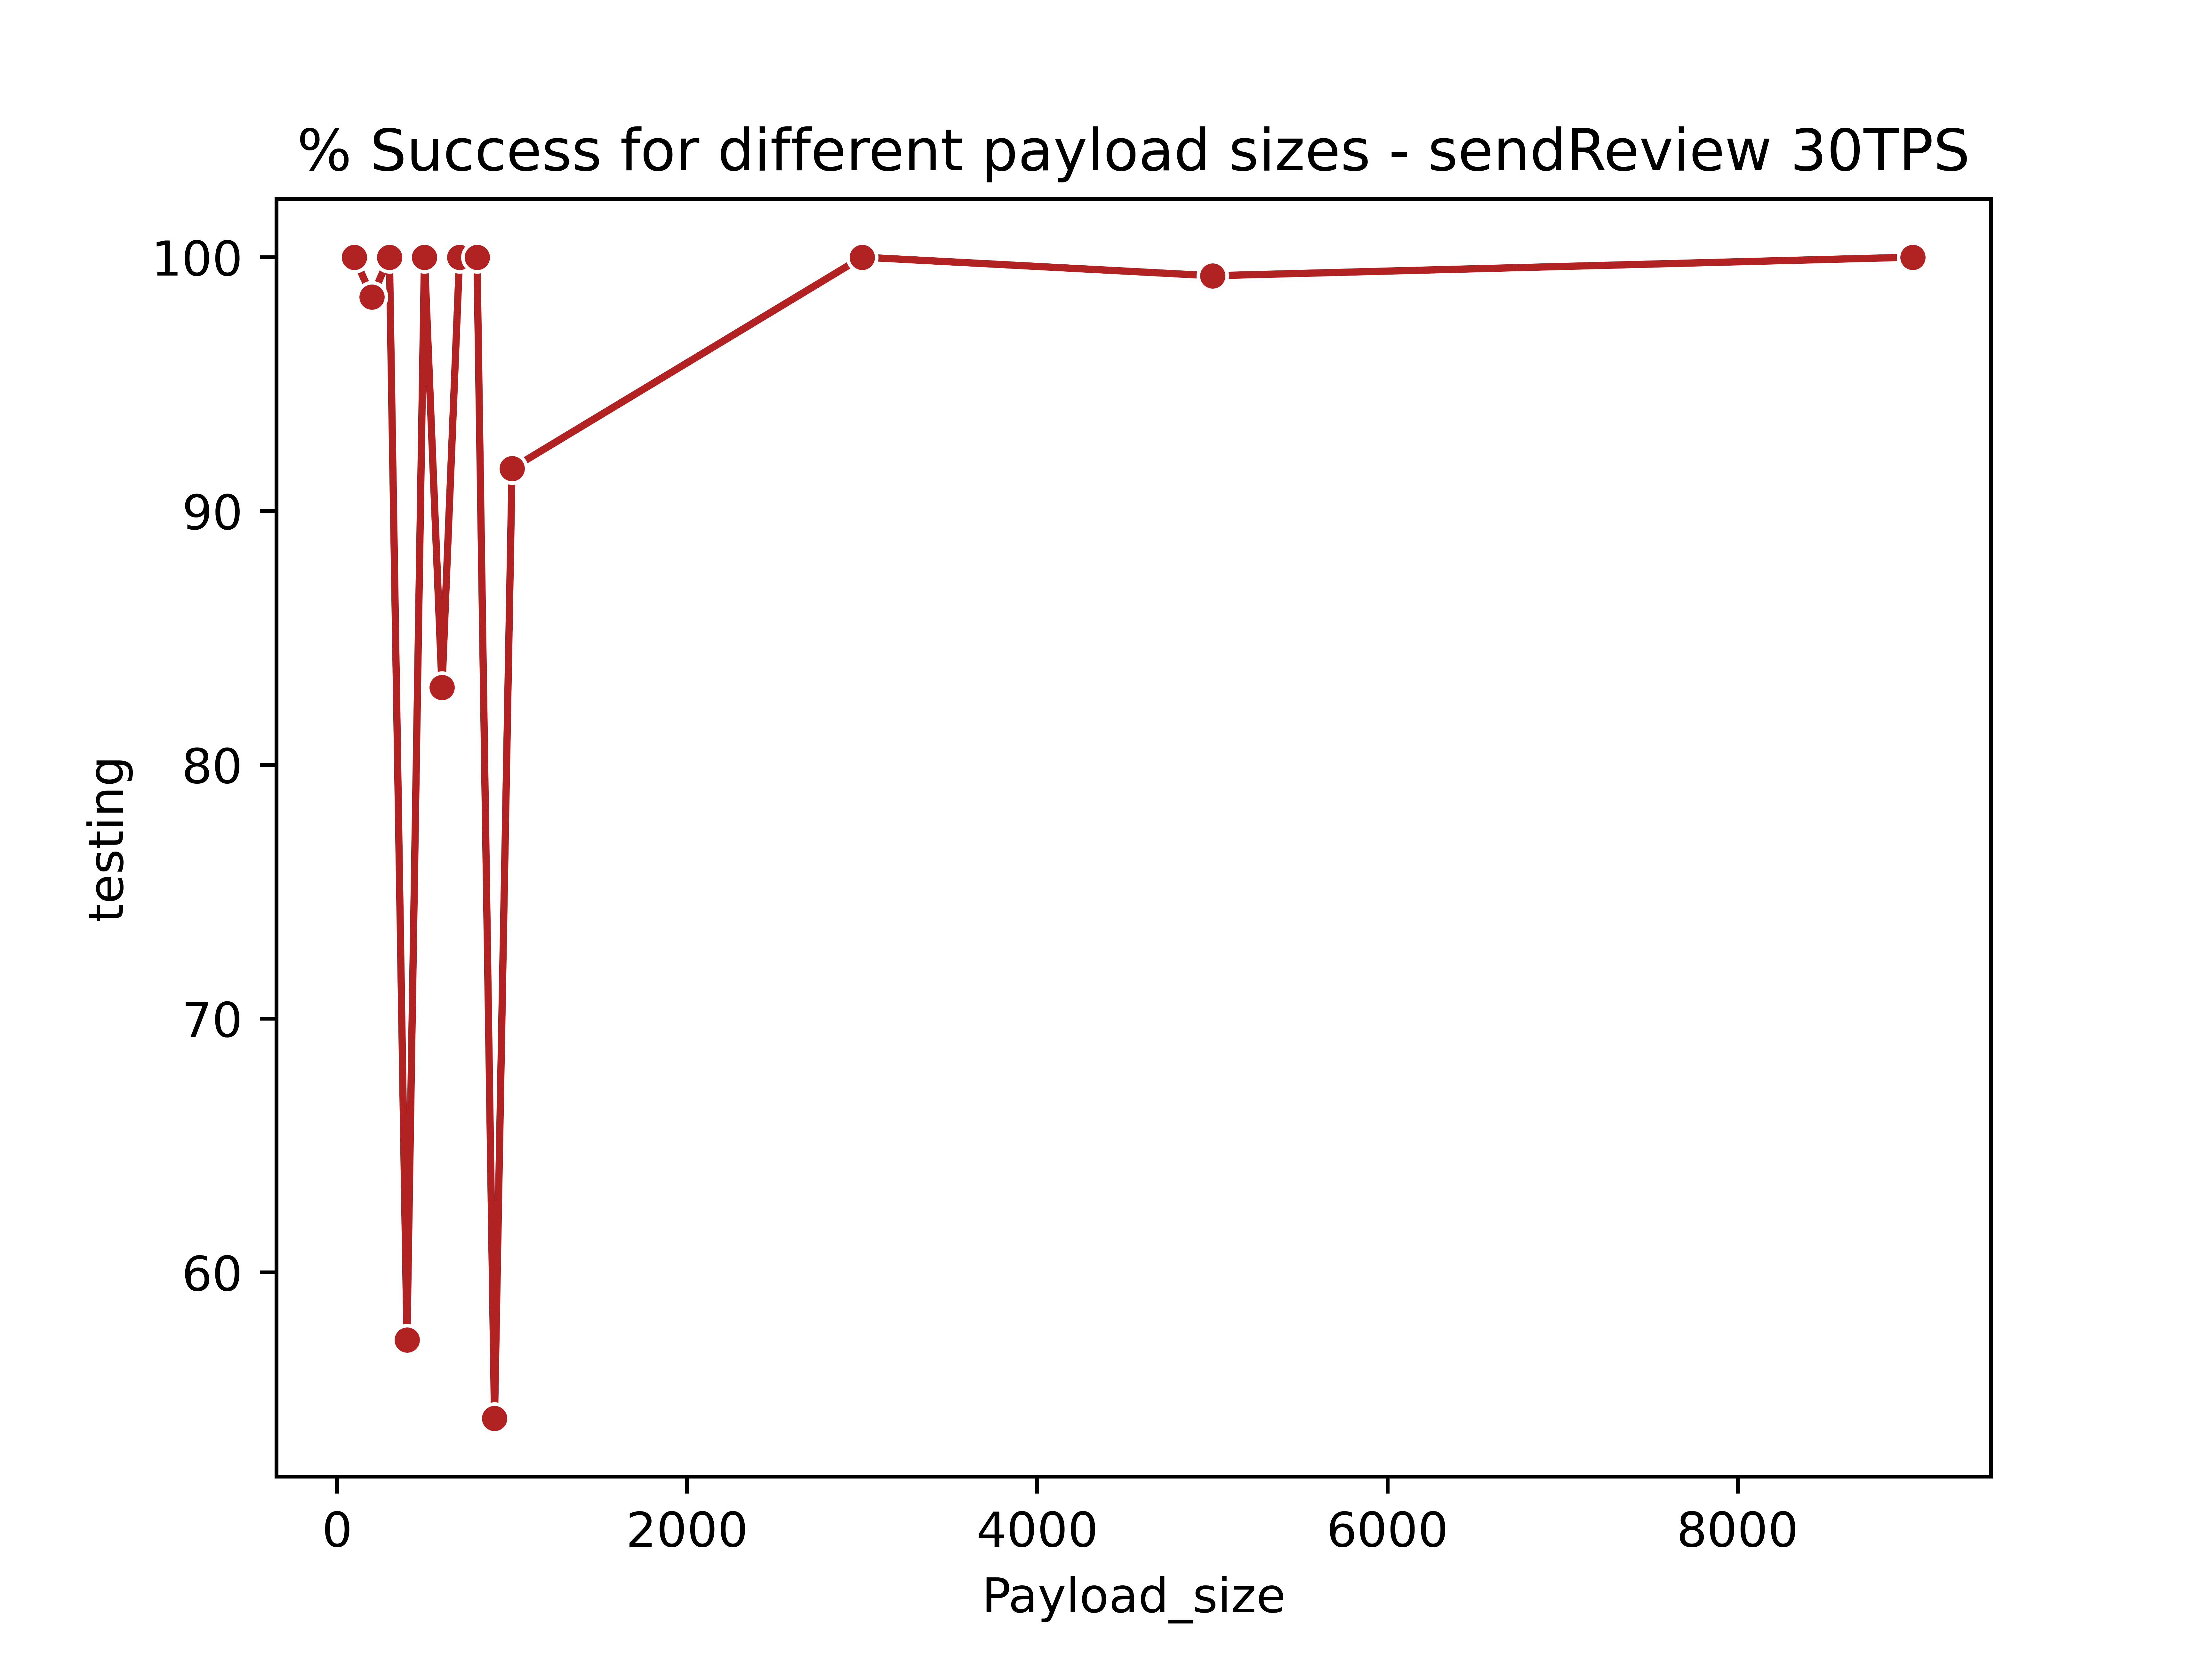 % Success for different payload sizes - sendReview 30TPS
100
90
80
70
60
testing
0 2000 4000 6000 8000
Payload_size